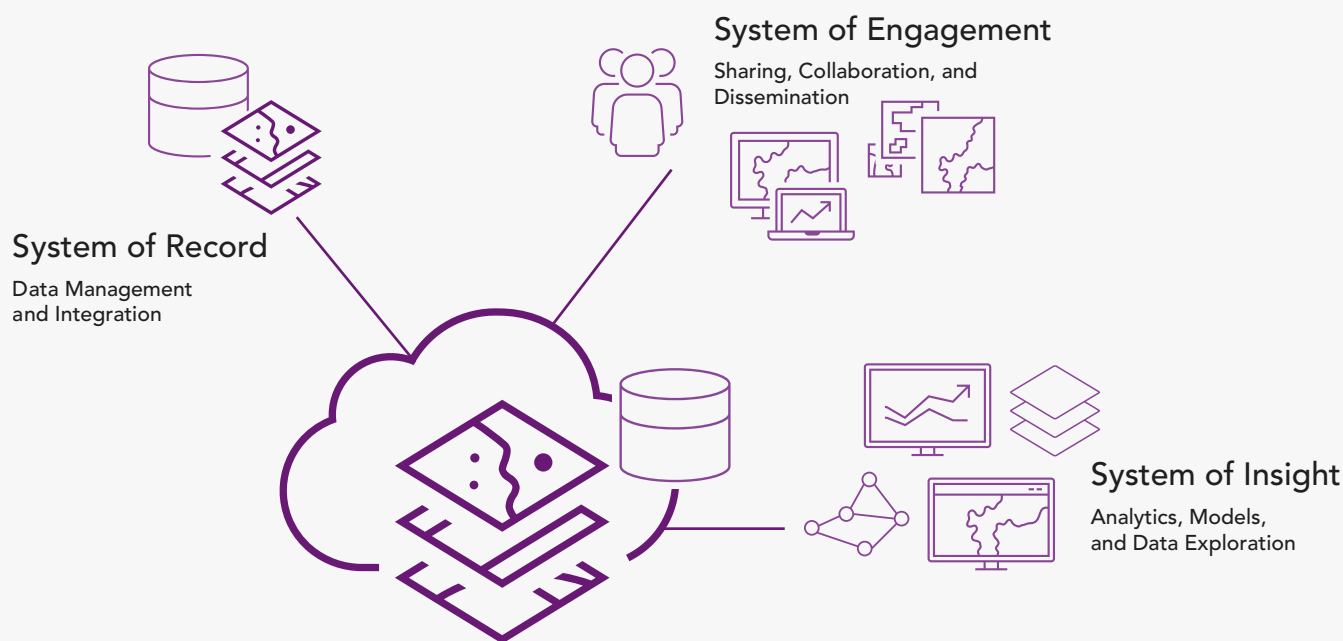 System of Engagement
Sharing, Collaboration, and
Dissemination
System of Record
Data Management
and Integration
System of Insight
Analytics, Models,
and Data Exploration